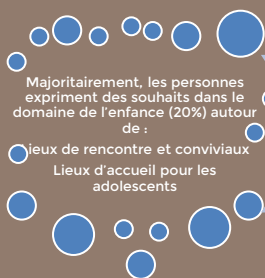 Majoritairement, les personnes
expriment des souhaits dans le
domaine de l'enfance (20%) autour
de :
Lieux de rencontre et conviviaux
Lieux d'accueil pour les
adolescents